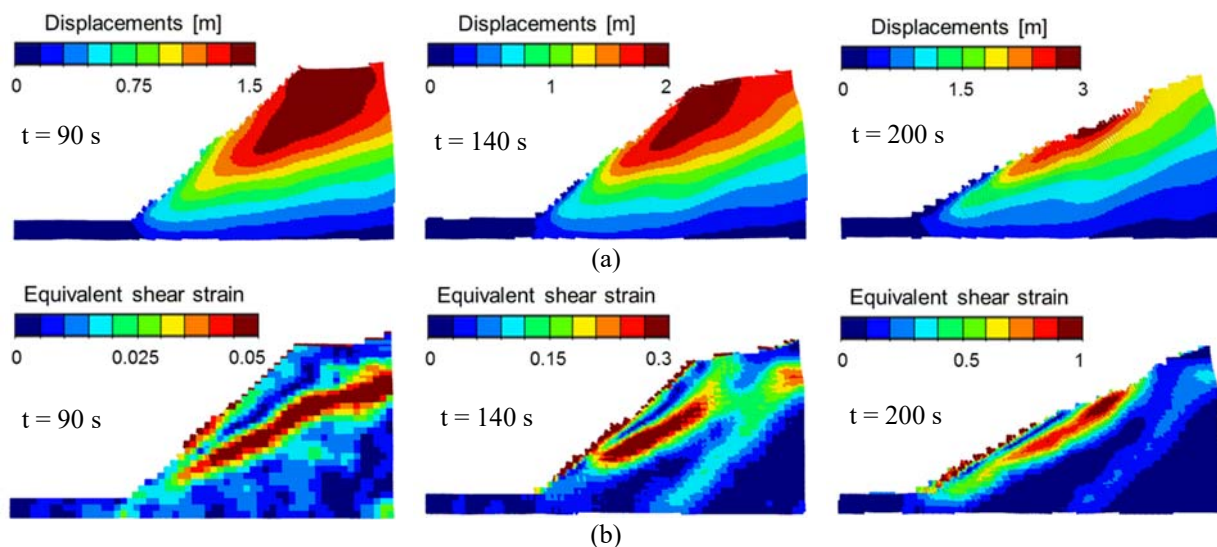 Displacements [m]
0 0.75 1.5
t = 90 s
Displacements [m]
0 1 2
t = 140 s
Displacements [m]
0 1.5 3
t = 200 s
(a)
Equivalent shear strain
0 0.025 0.05
t = 90 s
Equivalent shear strain
0 0.15 0.3
t = 140 s
Equivalent shear strain
0 0.5 1
t = 200 s
(b)